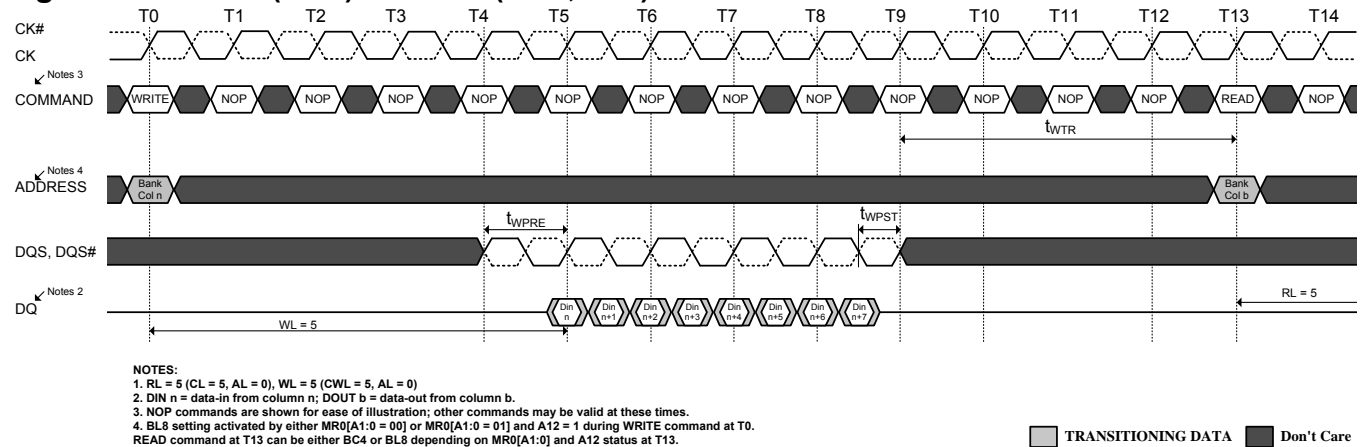 T0 T1 T2 T3 T4 T5 T6 T7 T8 T9 T10 T11 T12 T13 T14
CK#
CK
Notes 3
COMMAND WRITE NOP NOP NOP NOP NOP NOP NOP NOP NOP NOP NOP NOP READ NOP
tWTR
Notes 4
ADDRESS Bank Col n Bank Col b
tWPRE tWPST
DQS, DQS#
Notes 2
DQ Din n Din n+1 Din n+2 Din n+3 Din n+4 Din n+5 Din n+6 Din n+7 RL = 5
WL = 5
NOTES:
1. RL = 5 (CL = 5, AL = 0), WL = 5 (CWL = 5, AL = 0)
2. DIN n = data-in from column n; DOUT b = data-out from column b.
3. NOP commands are shown for ease of illustration; other commands may be valid at these times.
4. BL8 setting activated by either MR0[A1:0 = 00] or MR0[A1:0 = 01] and A12 = 1 during WRITE command at T0.
READ command at T13 can be either BC4 or BL8 depending on MR0[A1:0] and A12 status at T13.
TRANSITIONING DATA Don't Care